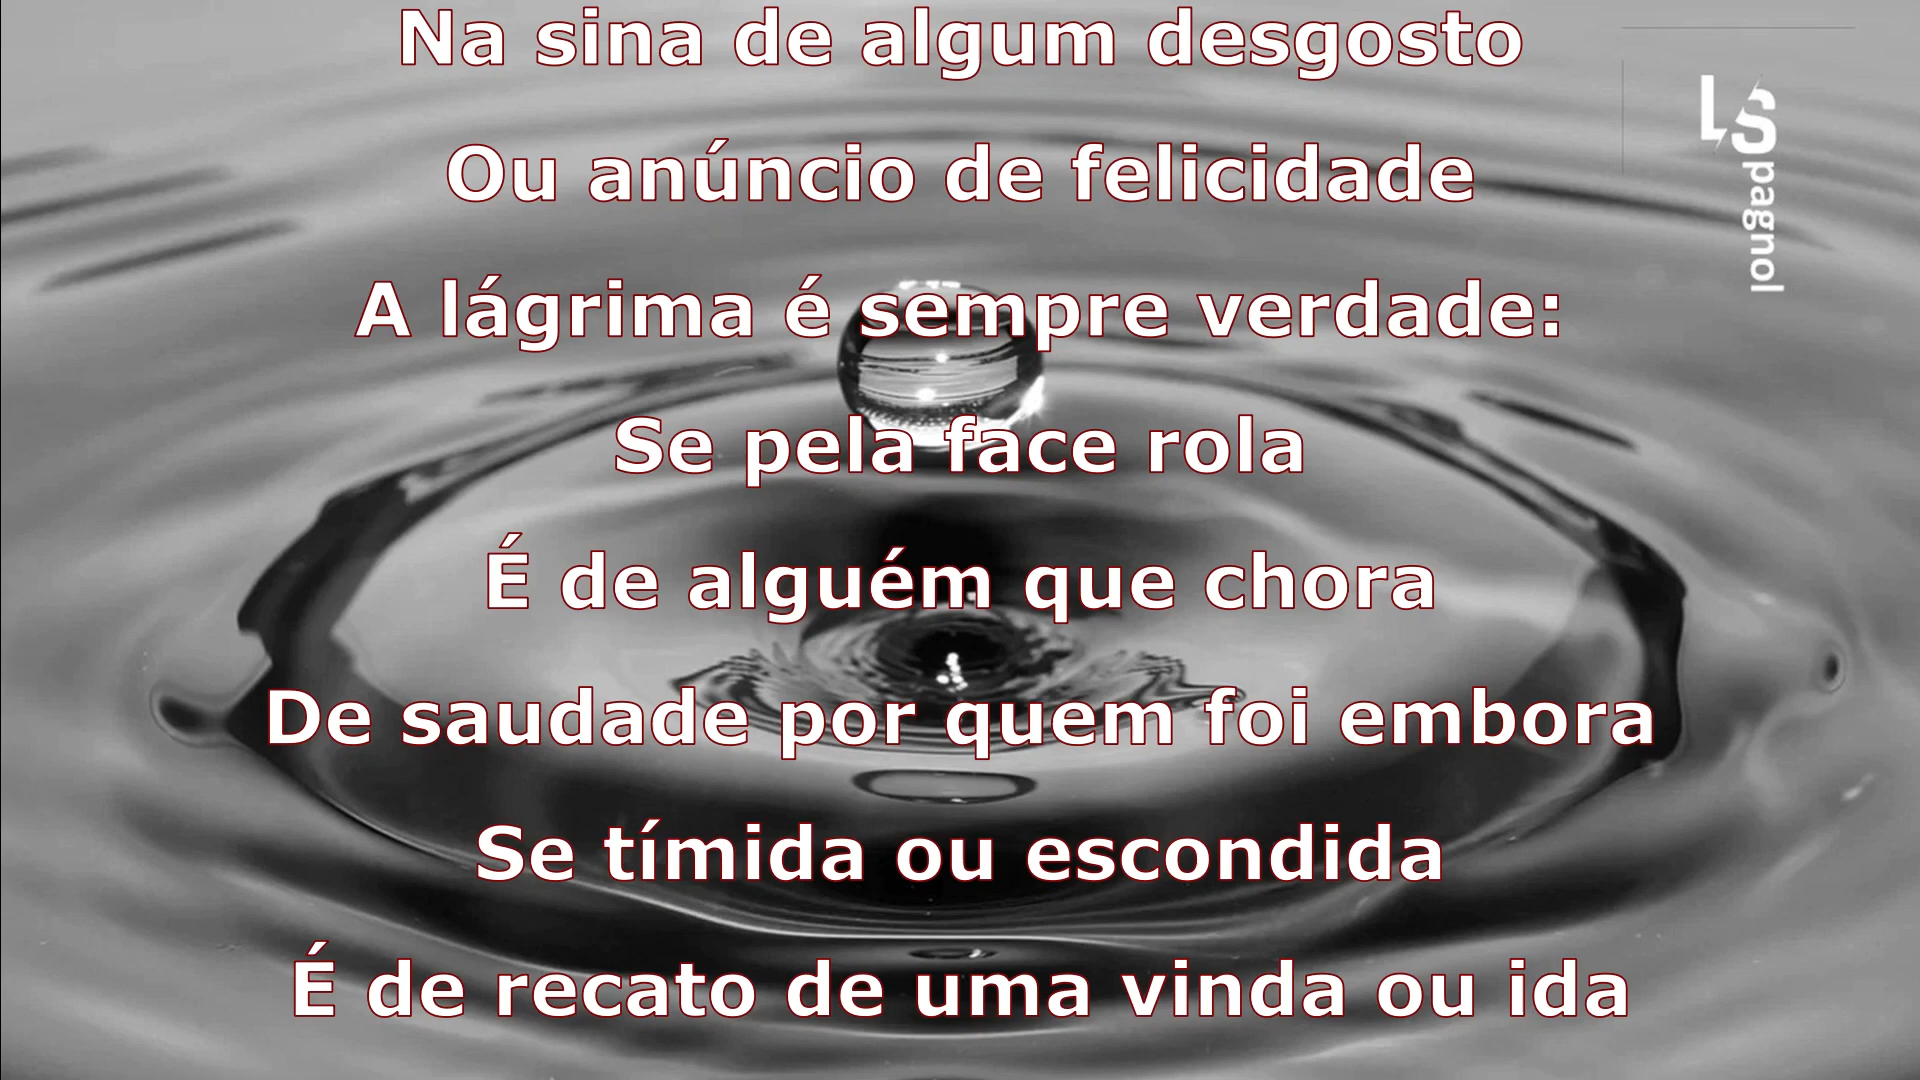 Na sina de algum desgosto
Ou anúncio de felicidade
A lágrima é sempre verdade:
Se pela face rola
É de alguém que chora
De saudade por quem foi embora
Se tímida ou escondida
É de recato de uma vinda ou ida
LSpagnol